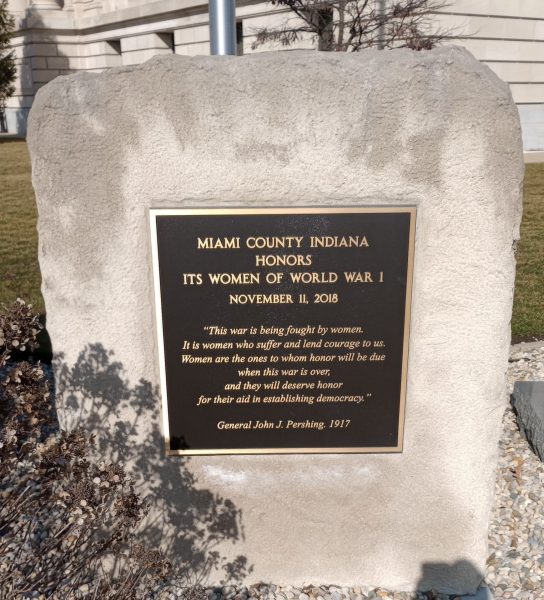 MIAMI COUNTY INDIANA
HONORS
ITS WOMEN OF WORLD WAR 1
NOVEMBER 11, 2018
“This war is being fought by women.
It is women who suffer and lend courage to us.
Women are the ones to whom honor will be due
when this war is over,
and they will deserve honor
for their aid in establishing democracy.”
General John J. Pershing. 1917